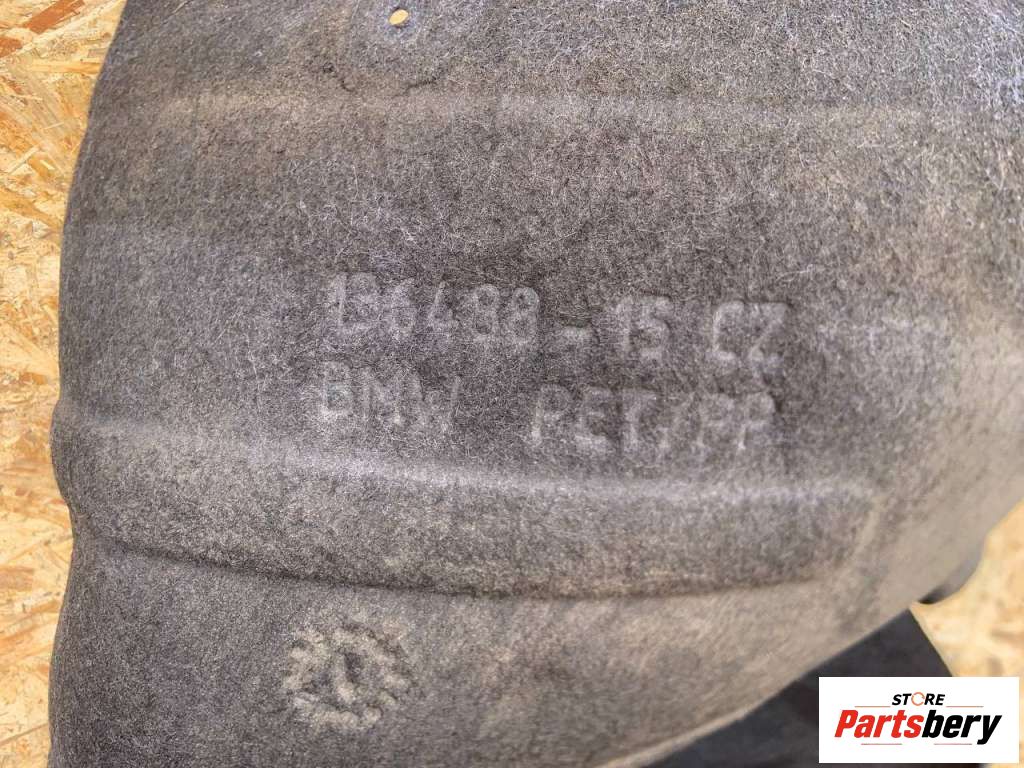 136488-15 CZ
BMW PET/PP
STORE
Partsbery